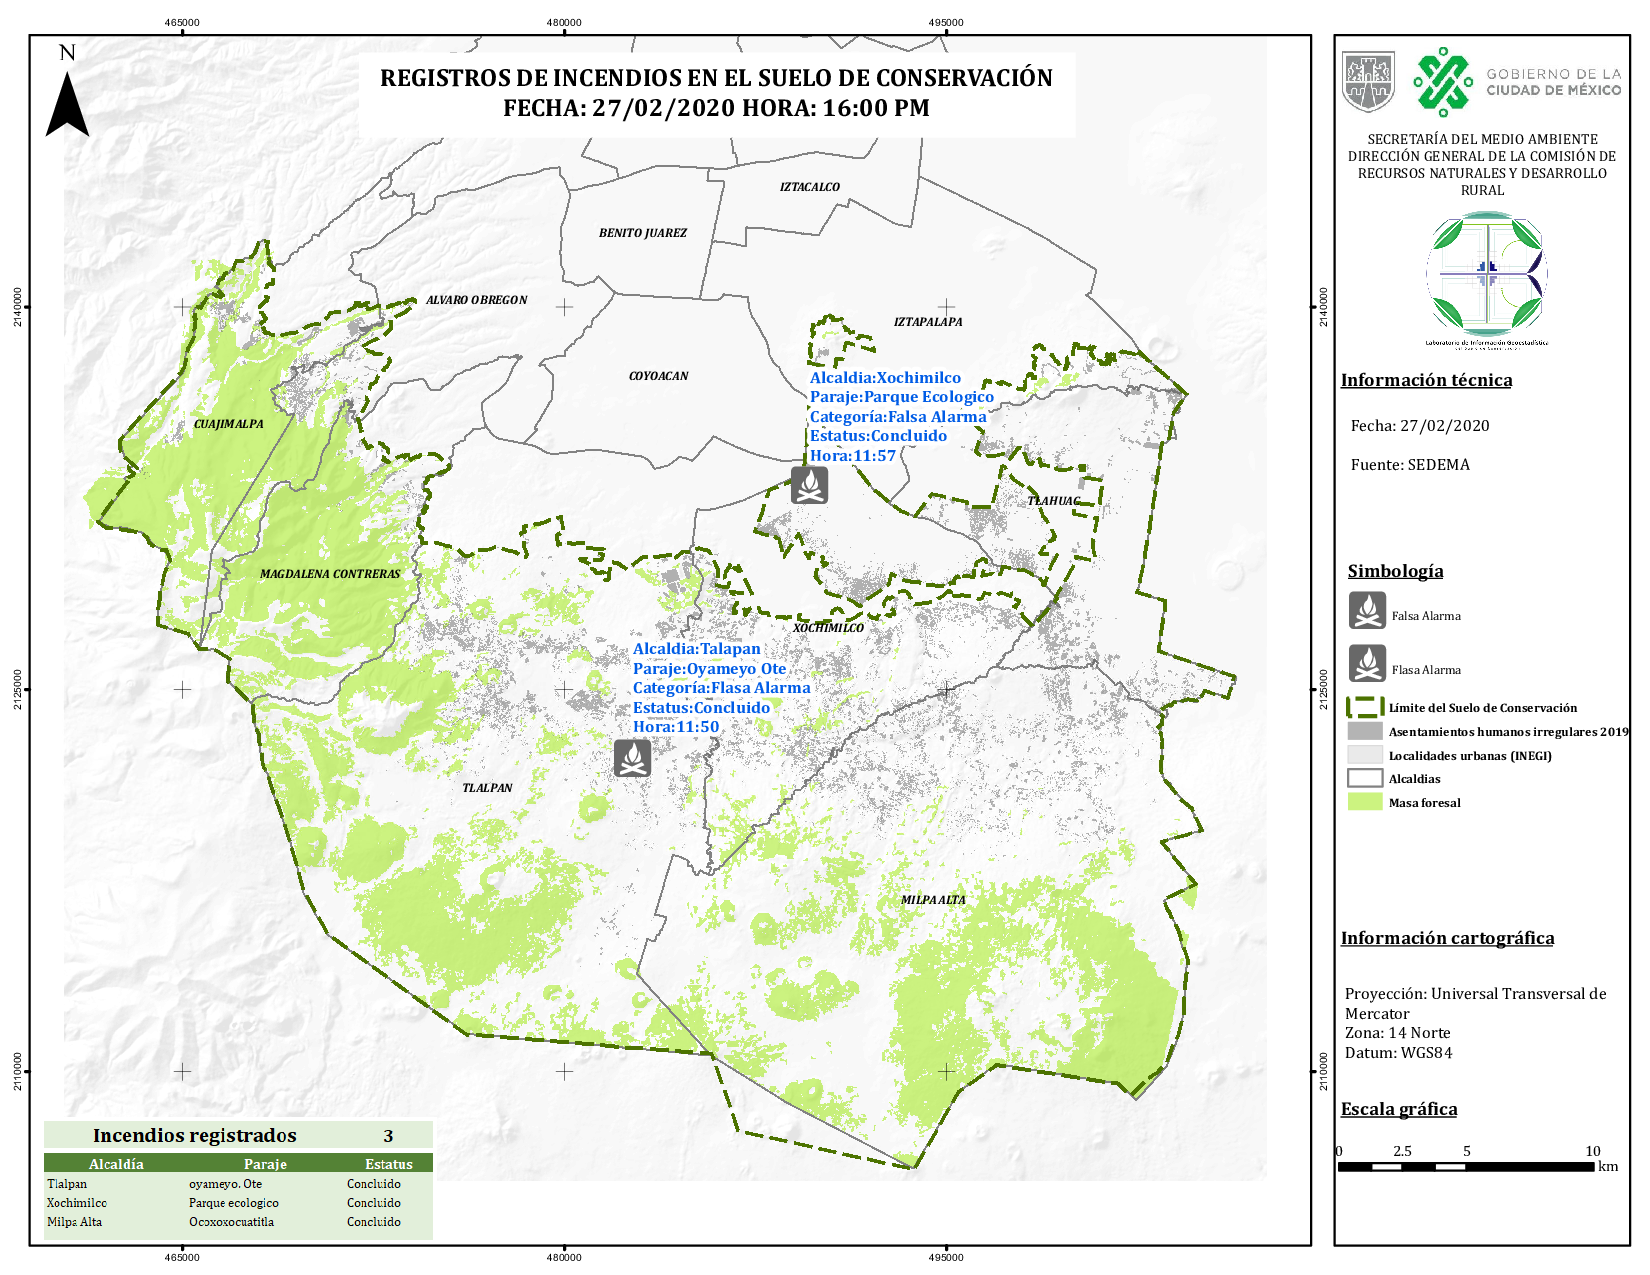 465000
480000
495000
N
REGISTROS DE INCENDIOS EN EL SUELO DE CONSERVACIÓN
FECHA: 27/02/2020 HORA: 16:00 PM
IZTACALCO
BENITO JUAREZ
ALVARO OBREGON
IZTAPALAPA
COYOACAN
CUAJIMALPA
Alcaldia:Xochimilco
Paraje:Parque Ecologico
Categoría:Falsa Alarma
Estatus:Concluido
Hora:11:57
TLAHUAC
MAGDALENA CONTRERAS
XOCHIMILCO
Alcaldia:Talapan
Paraje:Oyameyo Ote
Categoría:Flasa Alarma
Estatus:Concluido
Hora:11:50
TLALPAN
MILPA ALTA
2140000
2125000
2110000
2140000
2125000
2110000
Incendios registrados 3
Alcaldía Paraje Estatus
Tlalpan oyameyo. Ote Concluido
Xochimilco Parque ecologico Concluido
Milpa Alta Ocoxoxocuatitla Concluido
465000
480000
495000
GOBIERNO DE LA
CIUDAD DE MÉXICO
SECRETARÍA DEL MEDIO AMBIENTE
DIRECCIÓN GENERAL DE LA COMISIÓN DE
RECURSOS NATURALES Y DESARROLLO
RURAL
Laboratorio de Información Geoestadística
Información técnica
Fecha: 27/02/2020
Fuente: SEDEMA
Simbología
Falsa Alarma
Flasa Alarma
Límite del Suelo de Conservación
Asentamientos humanos irregulares 2019
Localidades urbanas (INEGI)
Alcaldias
Masa foresal
Información cartográfica
Proyección: Universal Transversal de
Mercator
Zona: 14 Norte
Datum: WGS84
Escala gráfica
0 2.5 5 10
km